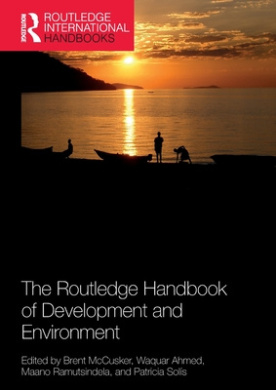 ROUTLEDGE
ROUTLEDGE
INTERNATIONAL
HANDBOOKS
The Routledge Handbook
of Development and
Environment
Edited by Brent McCusker, Waquar Ahmed,
Maano Ramutsindela, and Patricia Solís